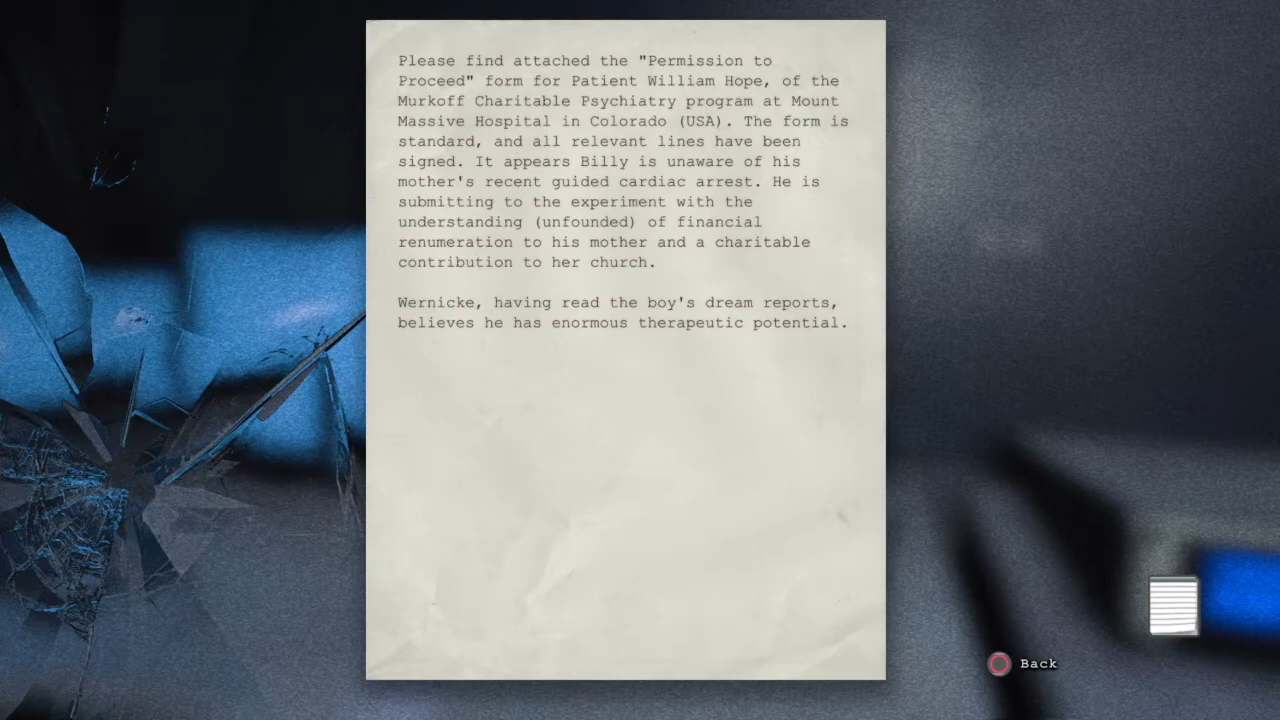 Please find attached the "Permission to
Proceed" form for Patient William Hope, of the
Murkoff Charitable Psychiatry program at Mount
Massive Hospital in Colorado (USA). The form is
standard, and all relevant lines have been
signed. It appears Billy is unaware of his
mother's recent guided cardiac arrest. He is
submitting to the experiment with the
understanding (unfounded) of financial
renumeration to his mother and a charitable
contribution to her church.

Wernicke, having read the boy's dream reports,
believes he has enormous therapeutic potential.
Back